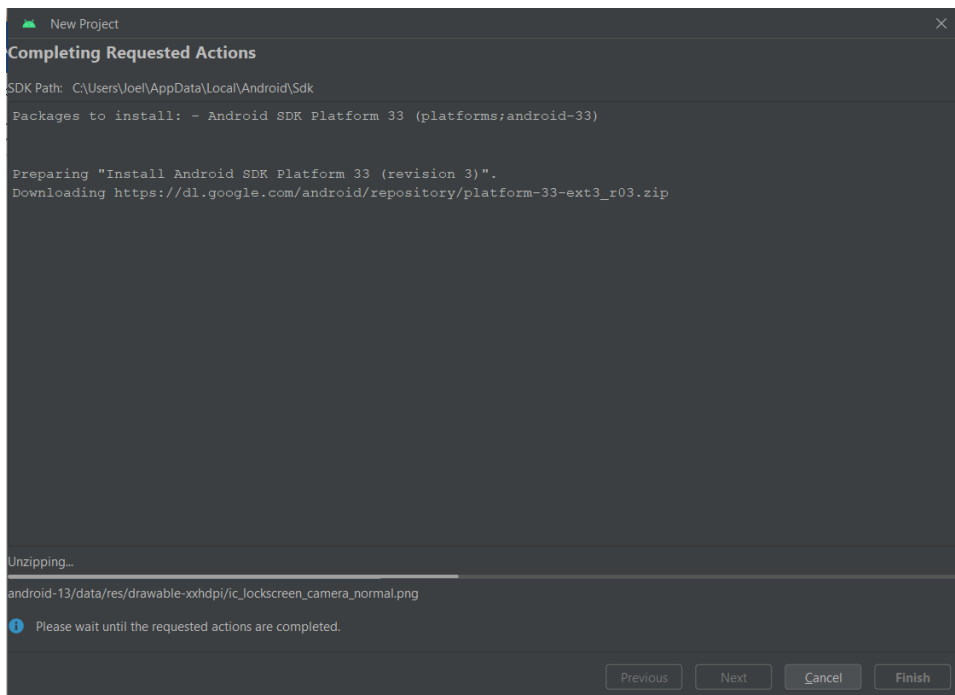 New Project
Completing Requested Actions
SDK Path: C:\Users\Joel\AppData\Local\Android\Sdk
Packages to install: - Android SDK Platform 33 (platforms;android-33)
Preparing "Install Android SDK Platform 33 (revision 3)".
Downloading https://dl.google.com/android/repository/platform-33-ext3_r03.zip
Unzipping...
android-13/data/res/drawable-xxhdpi/ic_lockscreen_camera_normal.png
Please wait until the requested actions are completed.
Previous Next Cancel Finish